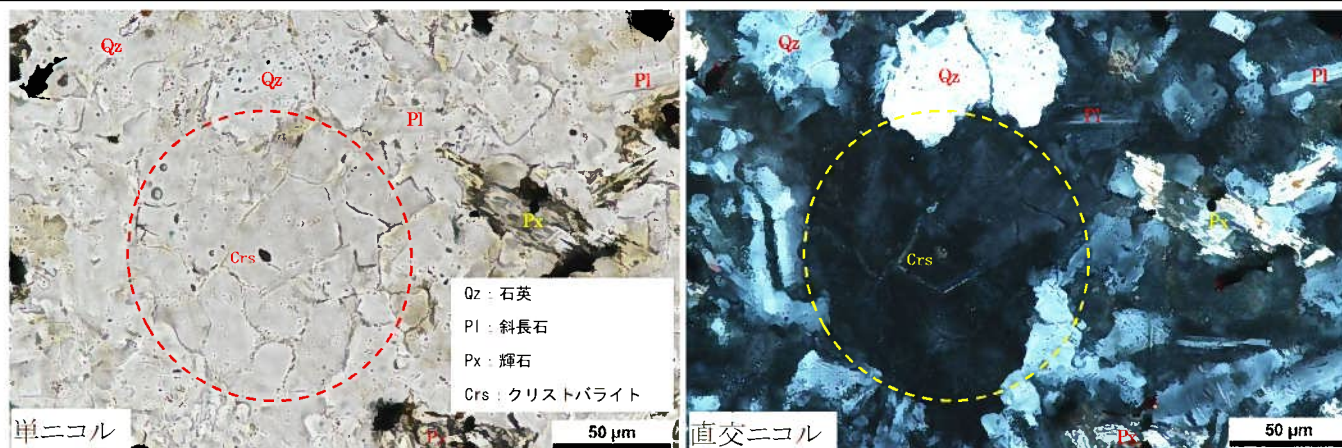 Qz
Qz
Pl
Pl
Px
Crs
Qz : 石英
Pl : 斜長石
Px : 輝石
Crs : クリストバライト
Px
単ニコル
50 µm
Qz
Qz
Pl
Pl
Px
Crs
Px
直交ニコル
50 µm